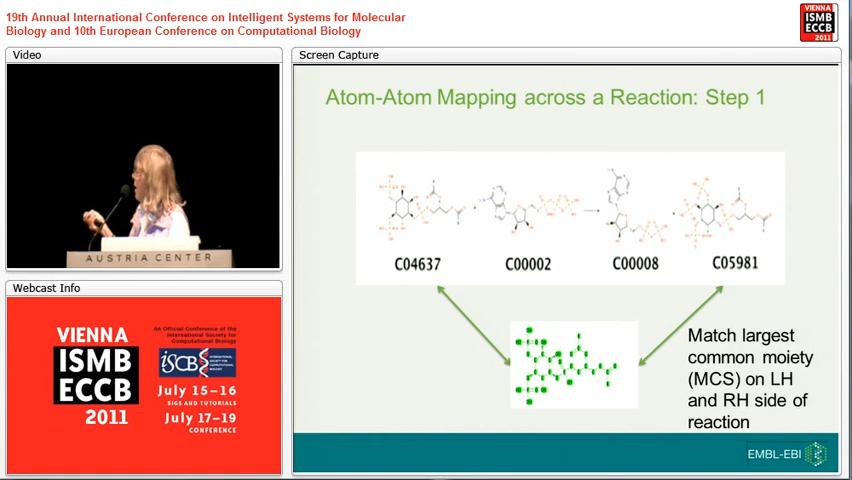 19th Annual International Conference on Intelligent Systems for Molecular
Biology and 10th European Conference on Computational Biology
VIENNA
ISMB
ECCB
2011
Video
Screen Capture
AUSTRIA CENTER
Atom-Atom Mapping across a Reaction: Step 1
C04637
C00002
C00008
C05981
Match largest
common moiety
(MCS) on LH
and RH side of
reaction
EMBL-EBI
Webcast Info
VIENNA
ISMB
ECCB
2011
An Official Conference of the
International Society for
Computational Biology
ISCB
INTERNATIONAL
SOCIETY FOR
COMPUTATIONAL
BIOLOGY
July 15–16
SIGS AND TUTORIALS
July 17–19
CONFERENCE